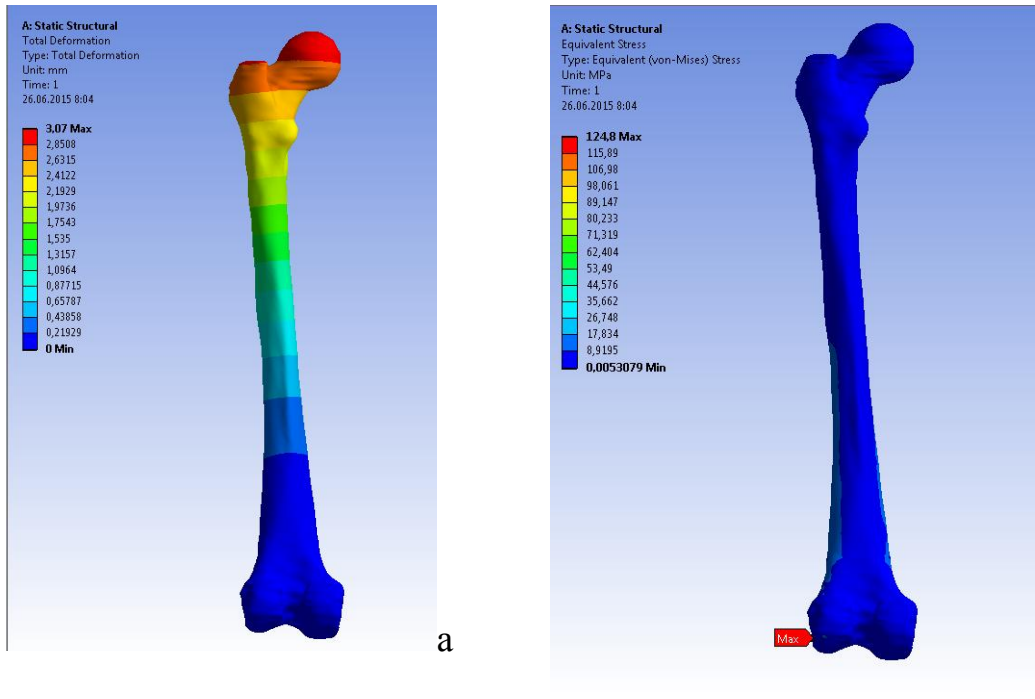 A: Static Structural
Total Deformation
Type: Total Deformation
Unit: mm
Time: 1
26.06.2015 8:04
3,07 Max
2,8508
2,6315
2,4122
2,1929
1,9736
1,7543
1,535
1,3157
1,0964
0,87715
0,65787
0,43858
0,21929
0 Min
a
A: Static Structural
Equivalent Stress
Type: Equivalent (von-Mises) Stress
Unit: MPa
Time: 1
26.06.2015 8:04
124,8 Max
115,89
106,98
98,061
89,147
80,233
71,319
62,404
53,49
44,576
35,662
26,748
17,834
8,9195
0,0053079 Min
Max